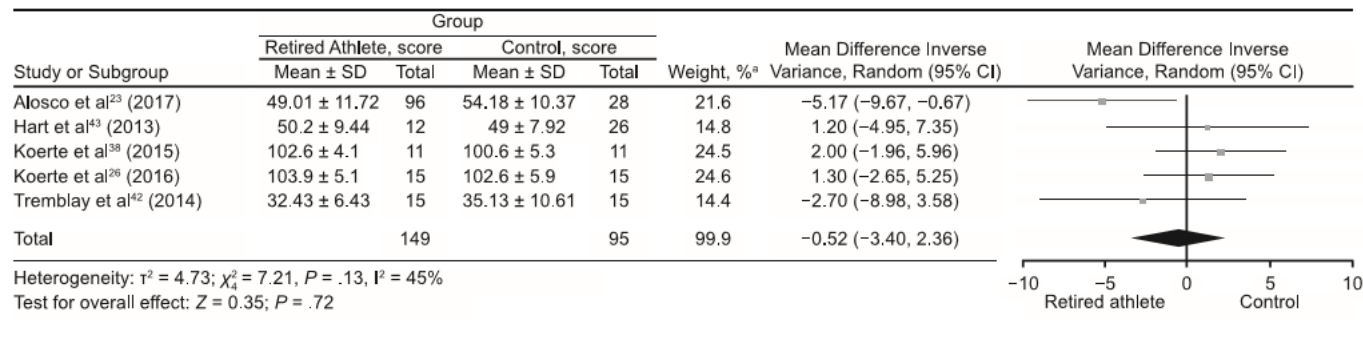 Group
Retired Athlete, score Control, score Mean Difference Inverse Mean Difference Inverse
Study or Subgroup Mean ± SD Total Mean ± SD Total Weight, %ᵃ Variance, Random (95% CI) Variance, Random (95% CI)
Alosco et al²³ (2017) 49.01 ± 11.72 96 54.18 ± 10.37 28 21.6 −5.17 (−9.67, −0.67)
Hart et al⁴³ (2013) 50.2 ± 9.44 12 49 ± 7.92 26 14.8 1.20 (−4.95, 7.35)
Koerte et al³⁸ (2015) 102.6 ± 4.1 11 100.6 ± 5.3 11 24.5 2.00 (−1.96, 5.96)
Koerte et al²⁶ (2016) 103.9 ± 5.1 15 102.6 ± 5.9 15 24.6 1.30 (−2.65, 5.25)
Tremblay et al⁴² (2014) 32.43 ± 6.43 15 35.13 ± 10.61 15 14.4 −2.70 (−8.98, 3.58)
Total 149 95 99.9 −0.52 (−3.40, 2.36)
Heterogeneity: τ² = 4.73; χ²₄ = 7.21, P = .13, I² = 45%
Test for overall effect: Z = 0.35; P = .72
−10 −5 0 5 10
Retired athlete Control